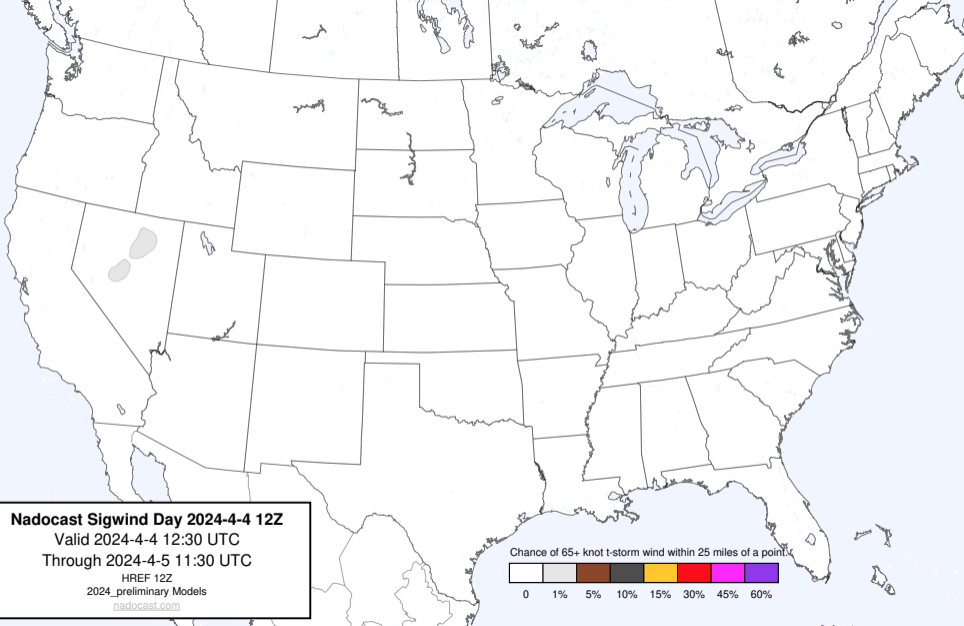 Nadocast Sigwind Day 2024-4-4 12Z
Valid 2024-4-4 12:30 UTC
Through 2024-4-5 11:30 UTC
HREF 12Z
2024_preliminary Models
nadocast.com
Chance of 65+ knot t-storm wind within 25 miles of a point.
0 1% 5% 10% 15% 30% 45% 60%